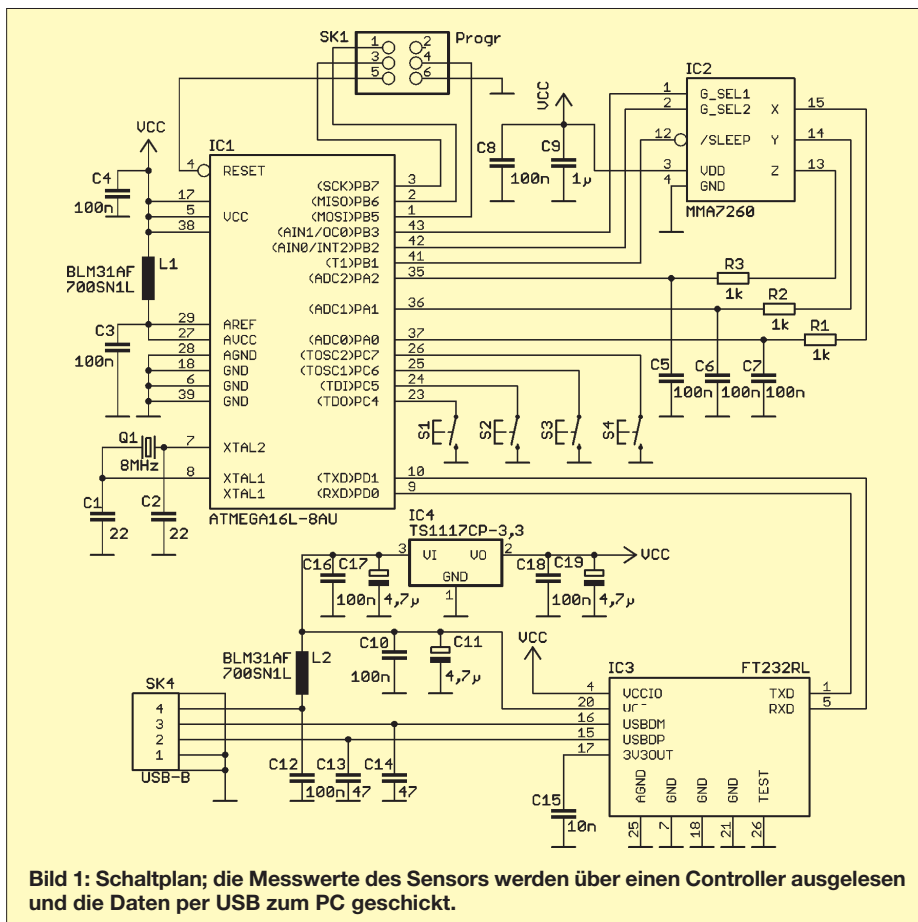 SK1
Progr
1 2
3 4
5 6
IC2
VCC
1 G_SEL1 X 15
2 G_SEL2 Y 14
12 /SLEEP Z 13
3 VDD
4 GND
MMA7260
C8
100n
C9
1µ
VCC
C4
100n
IC1
4 RESET
17
5 VCC
38
BLM31AF
700SN1L
L1
C3
100n
29 AREF
27 AVCC
28 AGND
18 GND
6 GND
39 GND
Q1
8MHz
7 XTAL2
8 XTAL1
XTAL1
C1
22
C2
22
ATMEGA16L-8AU
(SCK)PB7 3
(MISO)PB6 2
(MOSI)PB5 1
(AIN1/OC0)PB3 43
(AIN0/INT2)PB2 42
(T1)PB1 41
(ADC2)PA2 35
(ADC1)PA1 36
(ADC0)PA0 37
(TOSC2)PC7 26
(TOSC1)PC6 25
(TDI)PC5 24
(TDO)PC4 23
(TXD)PD1 10
(RXD)PD0 9
R3
1k
R2
1k
R1
1k
C5
100n
C6
100n
C7
100n
S1
S2
S3
S4
IC4
TS1117CP-3,3
3 VI VO 2
GND
1
C16
100n
C17
4,7µ
C18
100n
C19
4,7µ
VCC
BLM31AF
700SN1L
L2
C10
100n
C11
4,7µ
SK4
4
3
2
1
USB-B
C12
100n
C13
47
C14
47
VCC
IC3
FT232RL
4 VCCIO TXD 1
20 VCC RXD 5
16 USBDM
15 USBDP
17 3V3OUT
C15
10n
AGND GND GND GND TEST
25 7 18 21 26
Bild 1: Schaltplan; die Messwerte des Sensors werden über einen Controller ausgelesen
und die Daten per USB zum PC geschickt.